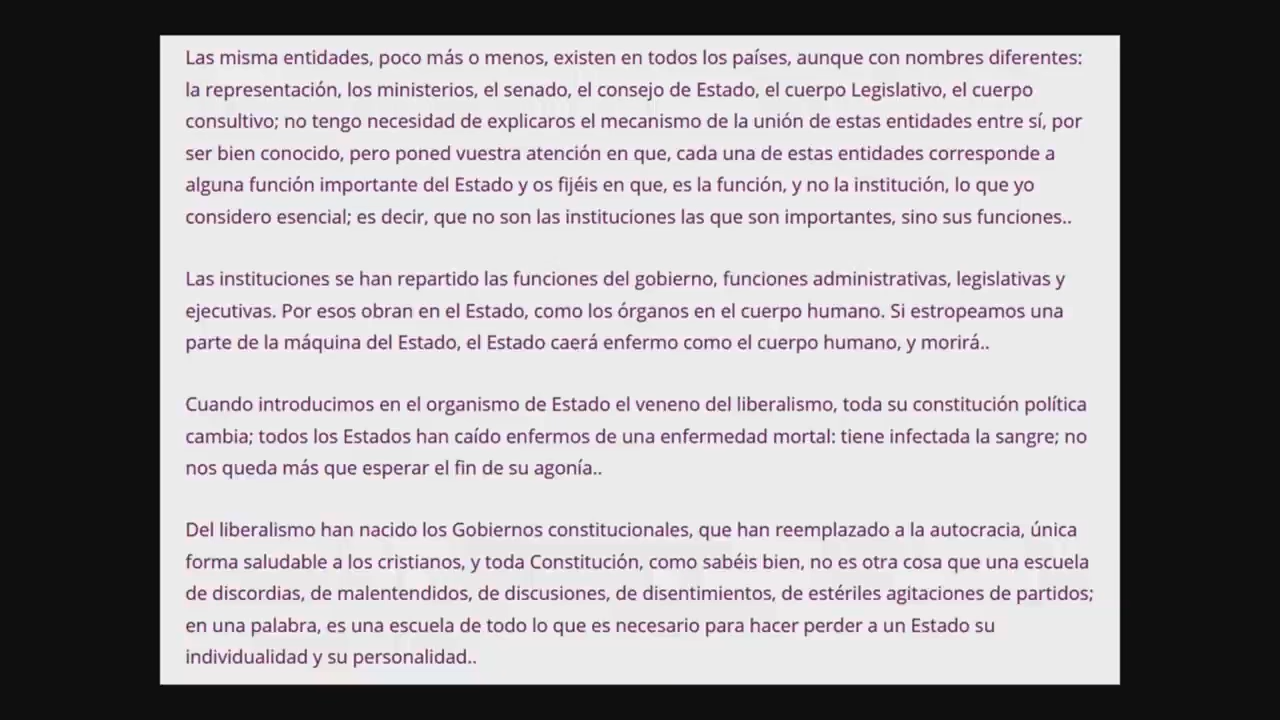 Las misma entidades, poco más o menos, existen en todos los países, aunque con nombres diferentes:
la representación, los ministerios, el senado, el consejo de Estado, el cuerpo Legislativo, el cuerpo
consultivo; no tengo necesidad de explicaros el mecanismo de la unión de estas entidades entre sí, por
ser bien conocido, pero poned vuestra atención en que, cada una de estas entidades corresponde a
alguna función importante del Estado y os fijéis en que, es la función, y no la institución, lo que yo
considero esencial; es decir, que no son las instituciones las que son importantes, sino sus funciones..
Las instituciones se han repartido las funciones del gobierno, funciones administrativas, legislativas y
ejecutivas. Por esos obran en el Estado, como los órganos en el cuerpo humano. Si estropeamos una
parte de la máquina del Estado, el Estado caerá enfermo como el cuerpo humano, y morirá..
Cuando introducimos en el organismo de Estado el veneno del liberalismo, toda su constitución política
cambia; todos los Estados han caído enfermos de una enfermedad mortal: tiene infectada la sangre; no
nos queda más que esperar el fin de su agonía..
Del liberalismo han nacido los Gobiernos constitucionales, que han reemplazado a la autocracia, única
forma saludable a los cristianos, y toda Constitución, como sabéis bien, no es otra cosa que una escuela
de discordias, de malentendidos, de discusiones, de disentimientos, de estériles agitaciones de partidos;
en una palabra, es una escuela de todo lo que es necesario para hacer perder a un Estado su
individualidad y su personalidad..